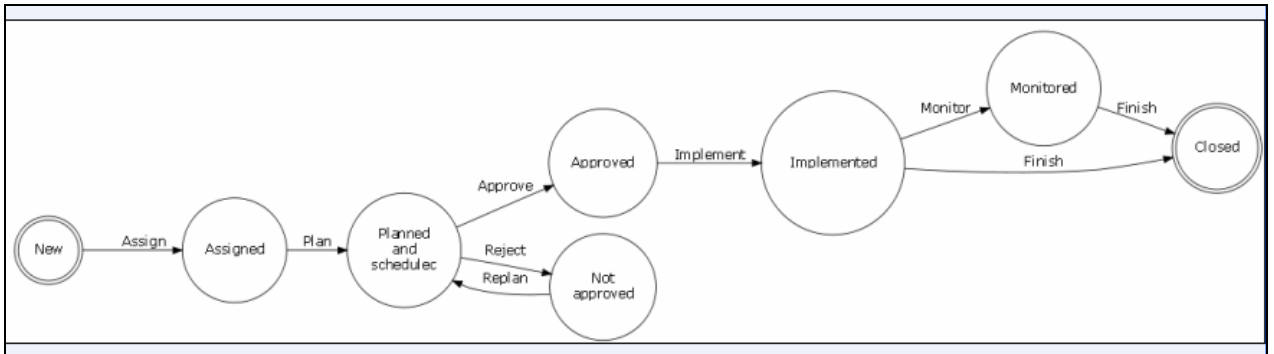 New
Assign
Assigned
Plan
Planned
and
schedulec
Approve
Reject
Replan
Approved
Not
approved
Implement
Implemented
Monitor
Finish
Monitored
Finish
Closed